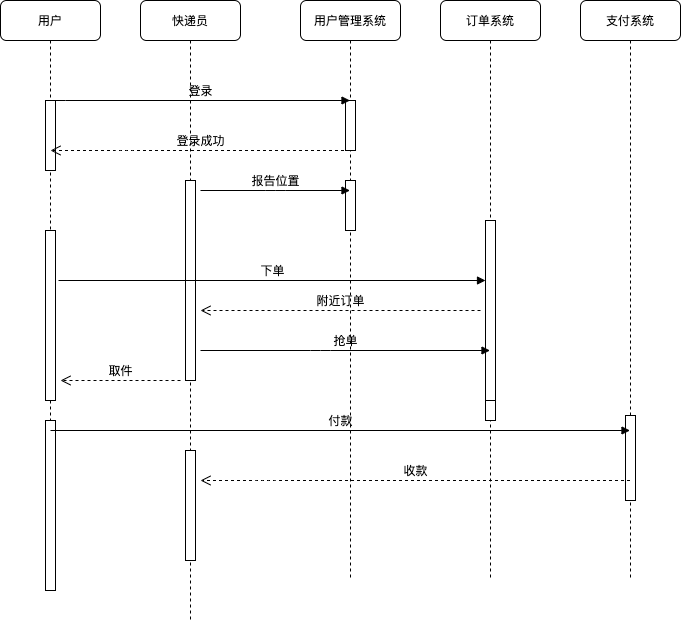 用户
快递员
用户管理系统
订单系统
支付系统
登录
登录成功
报告位置
下单
附近订单
抢单
取件
付款
收款